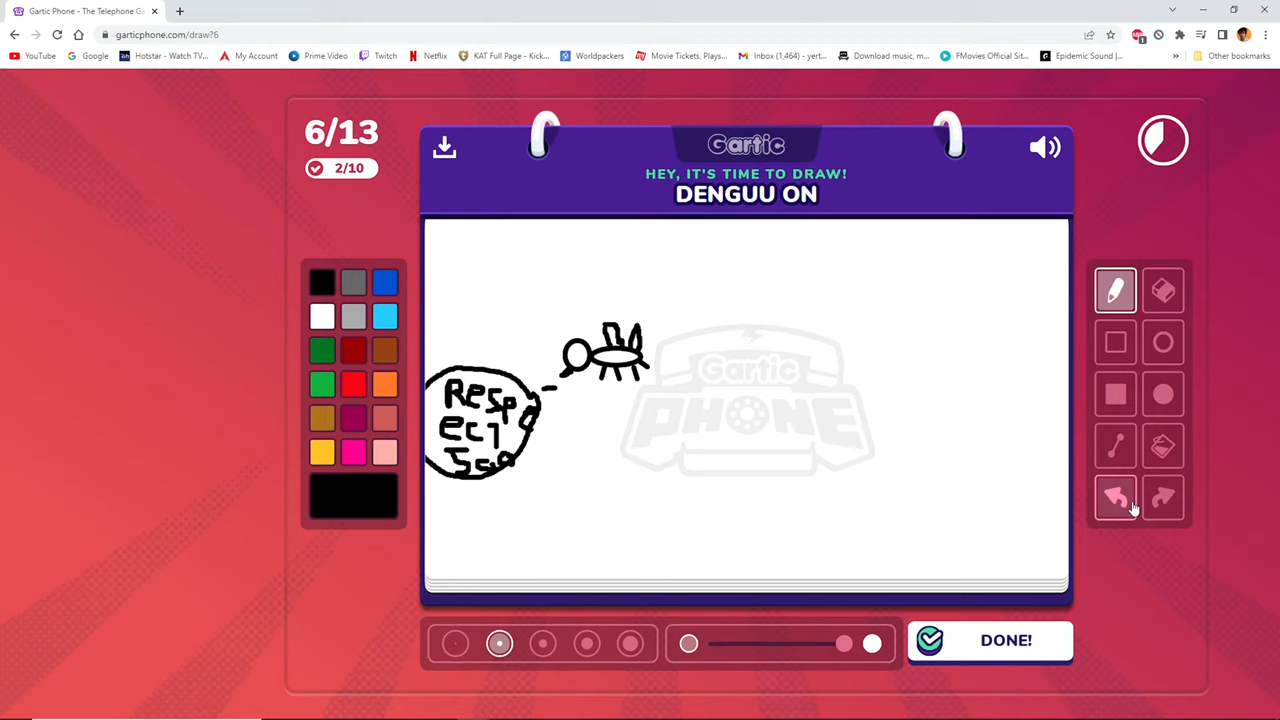 Gartic Phone - The Telephone Ga
garticphone.com/draw?6
YouTube
Google
Hotstar - Watch TV...
My Account
Prime Video
Twitch
Netflix
KAT Full Page - Kick...
Worldpackers
Movie Tickets, Plays,...
Inbox (1,464) - yert...
Download music, m...
FMovies Official Sit...
Epidemic Sound |...
Other bookmarks
6/13
2/10
Gartic
HEY, IT'S TIME TO DRAW!
DENGUU ON
Gartic
PHONE
Resp
ect
DONE!